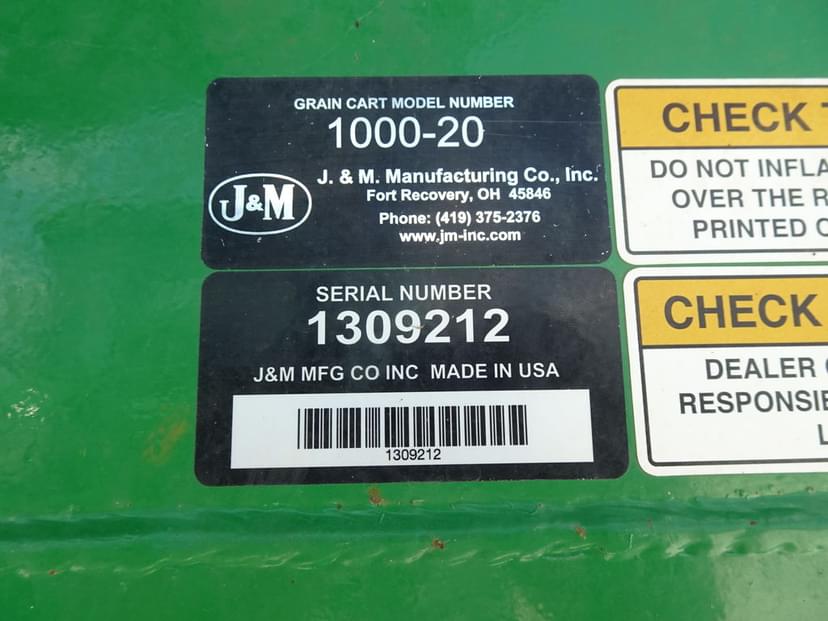 GRAIN CART MODEL NUMBER
1000-20
J&M
J. & M. Manufacturing Co., Inc.
Fort Recovery, OH 45846
Phone: (419) 375-2376
www.jm-inc.com
SERIAL NUMBER
1309212
J&M MFG CO INC MADE IN USA
1309212
CHECK
DO NOT
OVER THE
PRINTED
CHECK
DEALER